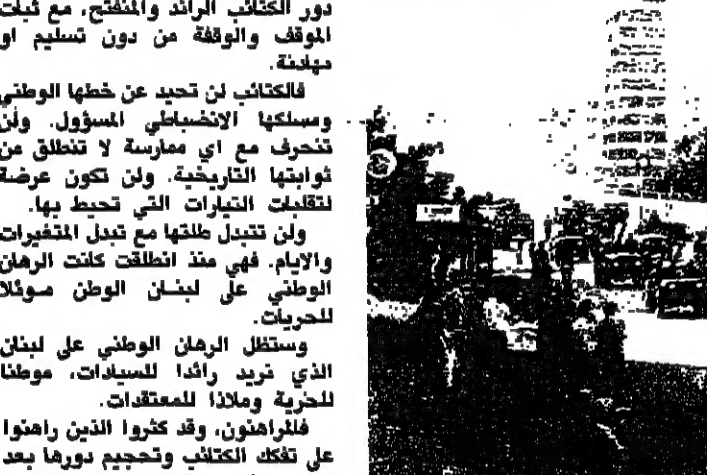 دور الكتائب الرائد والمنفتح، مع ثبات
الموقف والوقفة من دون تسليم او
مهادنة.
فالكتائب لن تحيد عن خطها الوطني
ومسلكها الانضباطي المسؤول. ولن
تنحرف مع اي ممارسة لا تنطلق من
ثوابتها التاريخية. ولن تكون عرضة
لتقلبات التيارات التي تحيط بها.
ولن تتبدل طلتها مع تبدل المتغيرات
والايام. فهي منذ انطلقت كانت الرهان
الوطني على لبنان الوطن موئلا
للحريات.
وستظل الرهان الوطني على لبنان
الذي نريد رائدا للسيادات، موطنا
للحرية وملاذا للمعتقدات.
فالمراهنون، وقد كثروا الذين راهنوا
على تفكك الكتائب وتحجيم دورها بعد